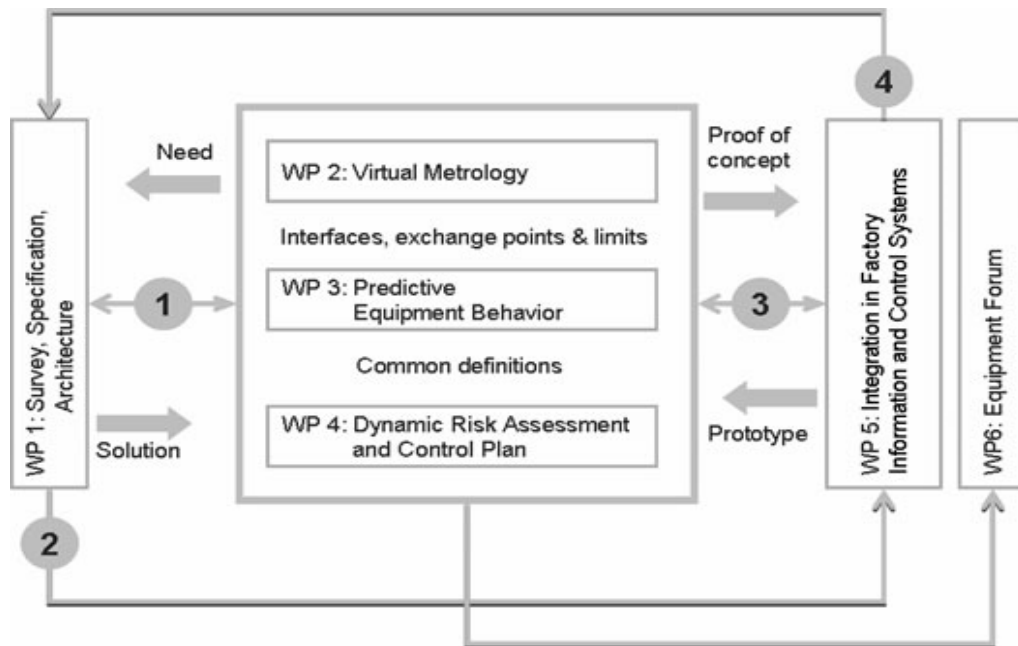 4
Need
WP 2: Virtual Metrology
Proof of
concept
Interfaces, exchange points & limits
WP 1: Survey, Specification,
Architecture
1
WP 3: Predictive
Equipment Behavior
3
WP 5: Integration in Factory
Information and Control Systems
WP6: Equipment Forum
Common definitions
Solution
WP 4: Dynamic Risk Assessment
and Control Plan
Prototype
2